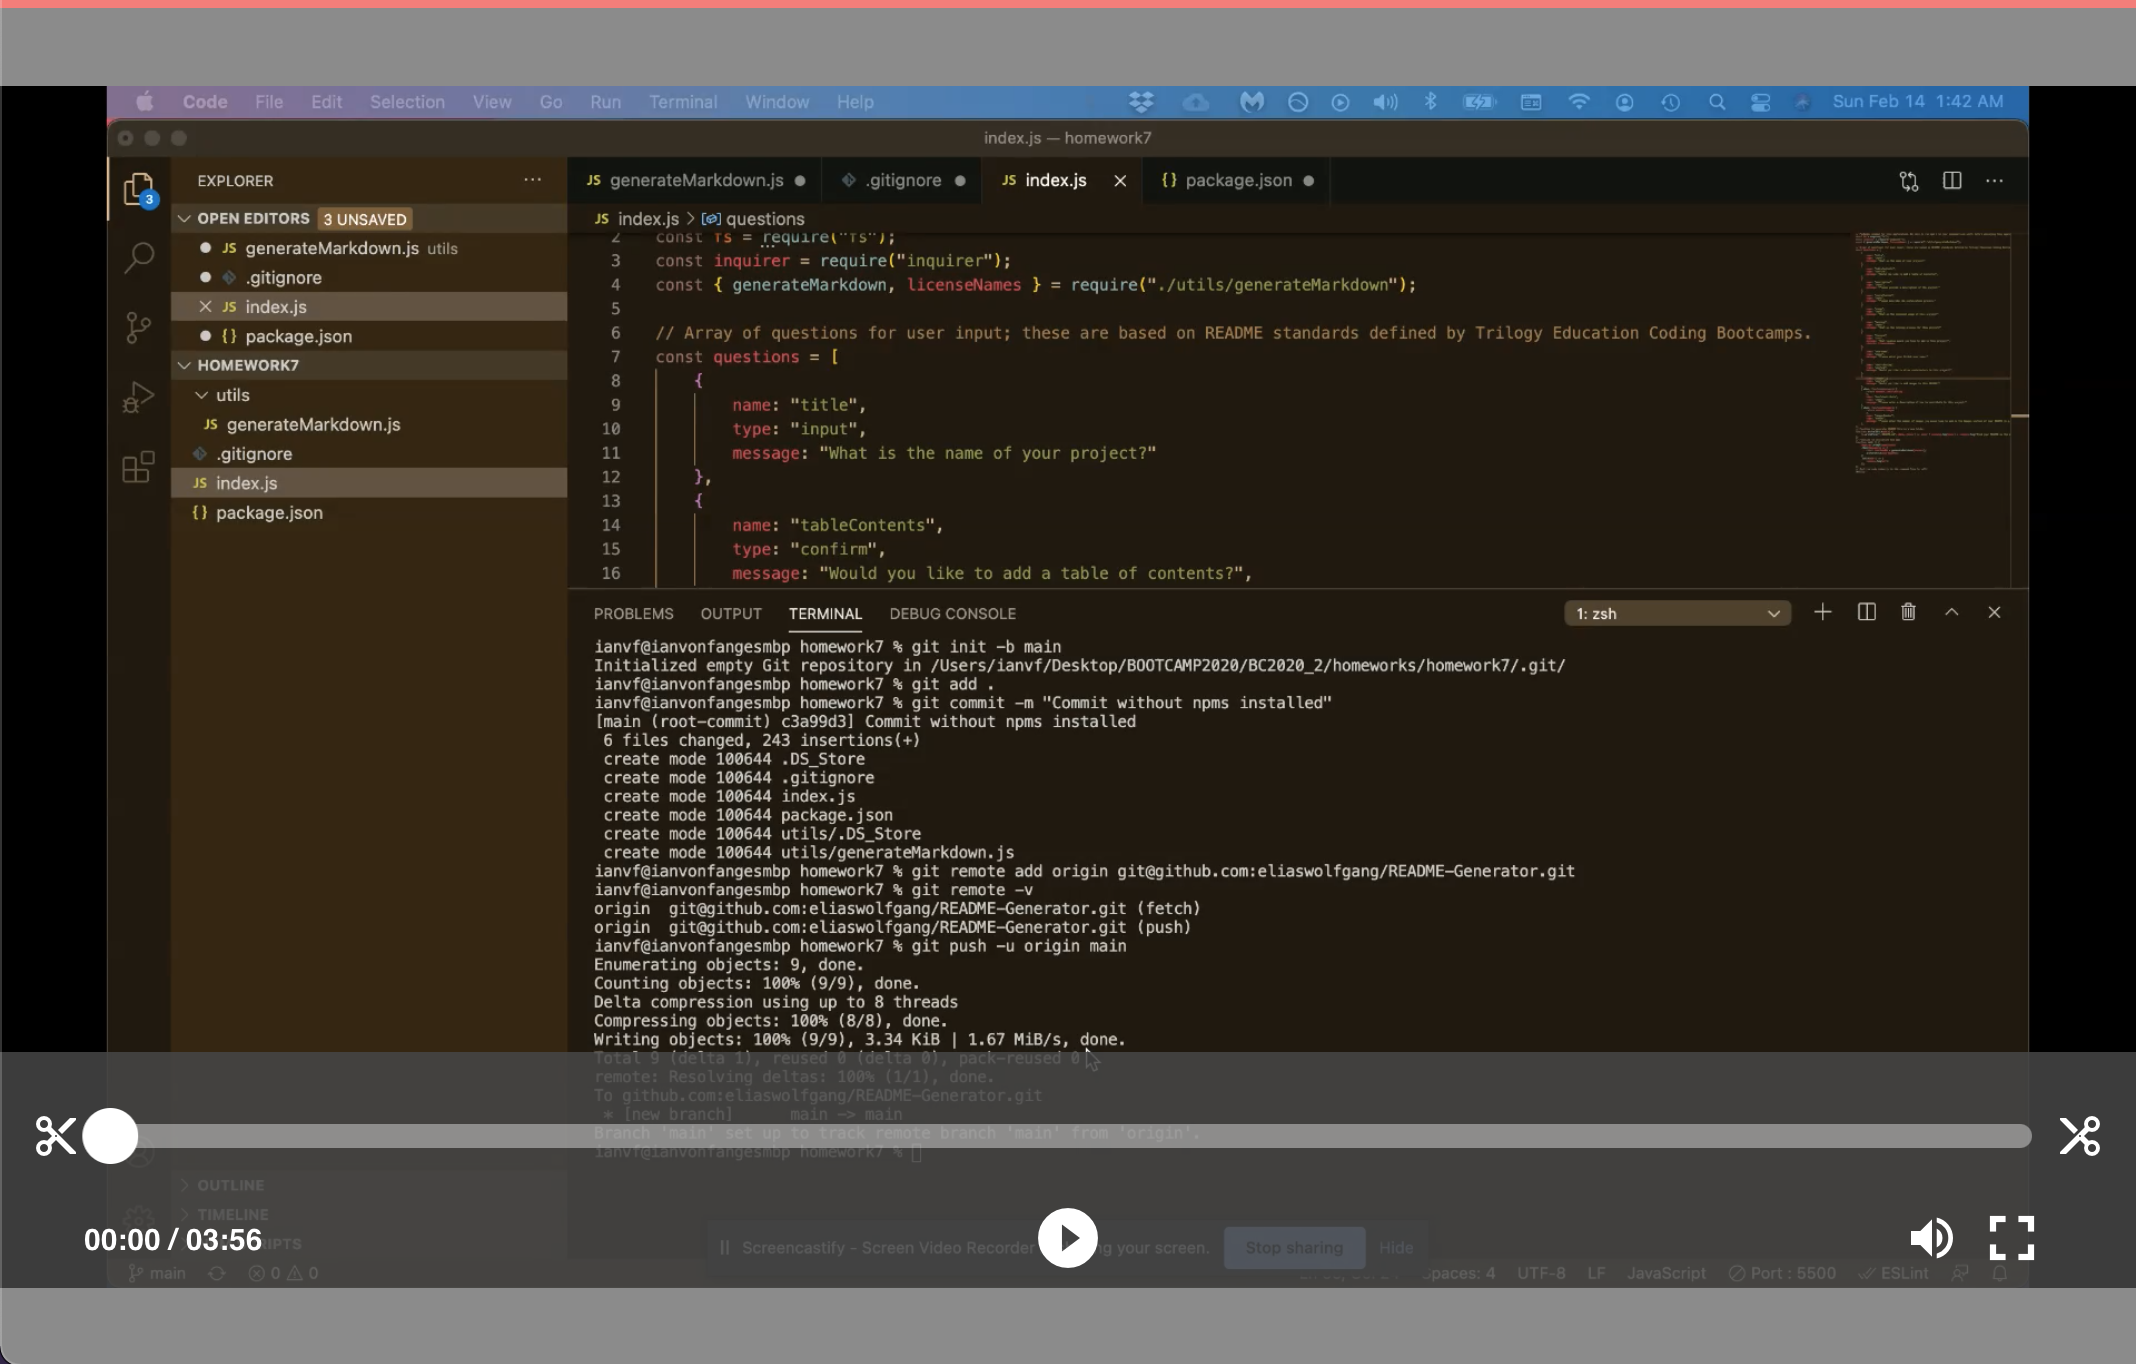 Code File Edit Selection View Go Run Terminal Window Help Sun Feb 14 1:42 AM
index.js — homework7
EXPLORER
3
OPEN EDITORS 3 UNSAVED
generateMarkdown.js utils
.gitignore
index.js
package.json
HOMEWORK7
utils
generateMarkdown.js
.gitignore
index.js
package.json
OUTLINE
TIMELINE
generateMarkdown.js .gitignore index.js package.json
index.js > questions
2 const fs = require("fs");
3 const inquirer = require("inquirer");
4 const { generateMarkdown, licenseNames } = require("./utils/generateMarkdown");
5
6 // Array of questions for user input; these are based on README standards defined by Trilogy Education Coding Bootcamps.
7 const questions = [
8 {
9 name: "title",
10 type: "input",
11 message: "What is the name of your project?"
12 },
13 {
14 name: "tableContents",
15 type: "confirm",
16 message: "Would you like to add a table of contents?",
PROBLEMS OUTPUT TERMINAL DEBUG CONSOLE 1: zsh
ianvf@ianvonfangesmbp homework7 % git init -b main
Initialized empty Git repository in /Users/ianvf/Desktop/BOOTCAMP2020/BC2020_2/homeworks/homework7/.git/
ianvf@ianvonfangesmbp homework7 % git add .
ianvf@ianvonfangesmbp homework7 % git commit -m "Commit without npms installed"
[main (root-commit) c3a99d3] Commit without npms installed
6 files changed, 243 insertions(+)
create mode 100644 .DS_Store
create mode 100644 .gitignore
create mode 100644 index.js
create mode 100644 package.json
create mode 100644 utils/.DS_Store
create mode 100644 utils/generateMarkdown.js
ianvf@ianvonfangesmbp homework7 % git remote add origin git@github.com:eliaswolfgang/README-Generator.git
ianvf@ianvonfangesmbp homework7 % git remote -v
origin git@github.com:eliaswolfgang/README-Generator.git (fetch)
origin git@github.com:eliaswolfgang/README-Generator.git (push)
ianvf@ianvonfangesmbp homework7 % git push -u origin main
Enumerating objects: 9, done.
Counting objects: 100% (9/9), done.
Delta compression using up to 8 threads
Compressing objects: 100% (8/8), done.
Writing objects: 100% (9/9), 3.34 KiB | 1.67 MiB/s, done.
Total 9 (delta 1), reused 0 (delta 0), pack-reused 0
remote: Resolving deltas: 100% (1/1), done.
To github.com:eliaswolfgang/README-Generator.git
* [new branch] main -> main
Branch 'main' set up to track remote branch 'main' from 'origin'.
ianvf@ianvonfangesmbp homework7 %
00:00 / 03:56
Screencastify - Screen Video Recorder your screen. Stop sharing Hide
main 0 0 Spaces: 4 UTF-8 LF JavaScript Port : 5500 ESLint